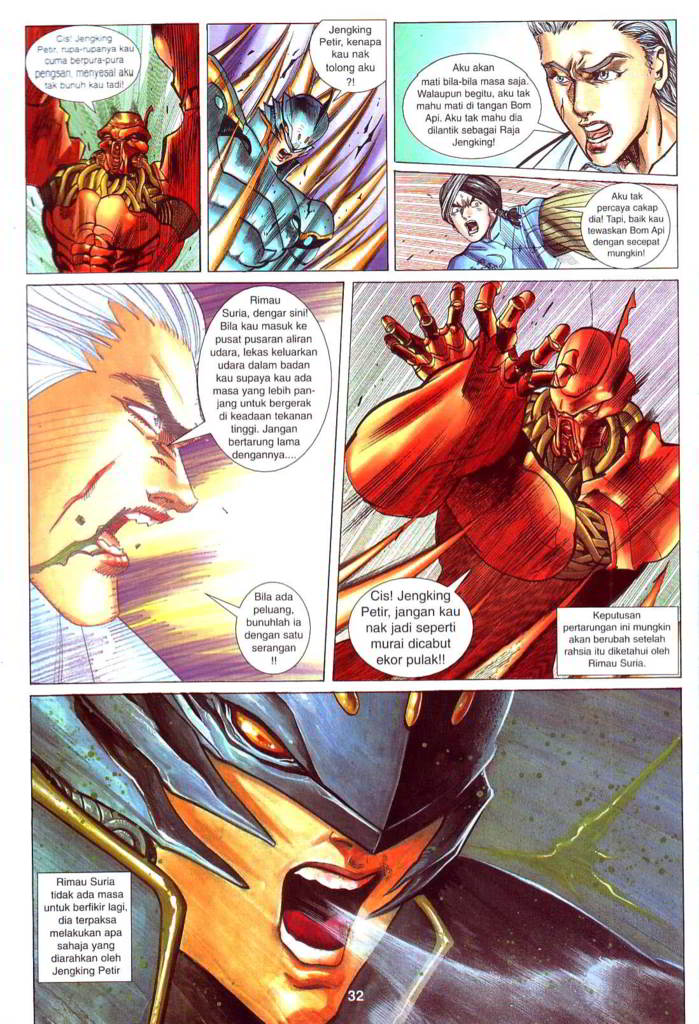 Cis! Jengking
Petir, rupa-rupanya kau
cuma berpura-pura
pengsan, menyesal aku
tak bunuh kau tadi!
Jengking
Petir, kenapa
kau nak
tolong aku
?!
Aku akan
mati bila-bila masa saja.
Walaupun begitu, aku tak
mahu mati di tangan Bom
Api. Aku tak mahu dia
dilantik sebagai Raja
Jengking!
Aku tak
percaya cakap
dia! Tapi, baik kau
tewaskan Bom Api
dengan secepat
mungkin!
Rimau
Suria, dengar sini!
Bila kau masuk ke
pusat pusaran aliran
udara, lekas keluarkan
udara dalam badan
kau supaya kau ada
masa yang lebih pan-
jang untuk bergerak
di keadaan tekanan
tinggi. Jangan
bertarung lama
dengannya....
Bila ada
peluang,
bunuhlah ia
dengan satu
serangan
!!
Cis! Jengking
Petir, jangan kau
nak jadi seperti
murai dicabut
ekor pulak!!
Keputusan
pertarungan ini mungkin
akan berubah setelah
rahsia itu diketahui oleh
Rimau Suria.
Rimau Suria
tidak ada masa
untuk berfikir lagi,
dia terpaksa
melakukan apa
sahaja yang
diarahkan oleh
Jengking Petir
32